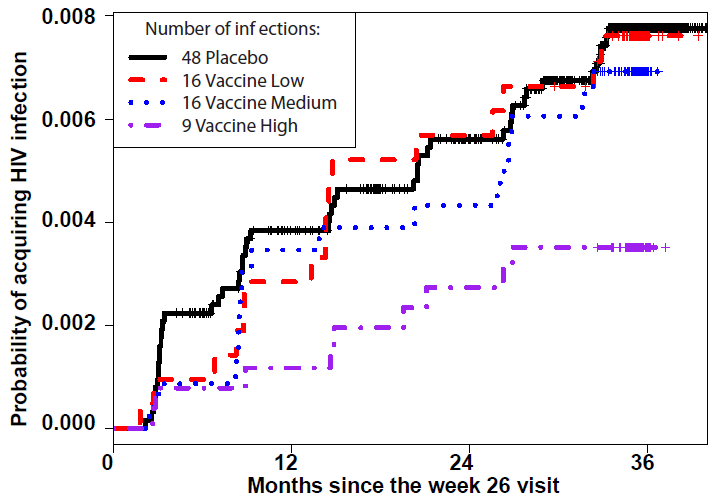 Number of infections:
48 Placebo
16 Vaccine Low
16 Vaccine Medium
9 Vaccine High
Probability of acquiring HIV infection
0.008
0.006
0.004
0.002
0.000
0 12 24 36
Months since the week 26 visit